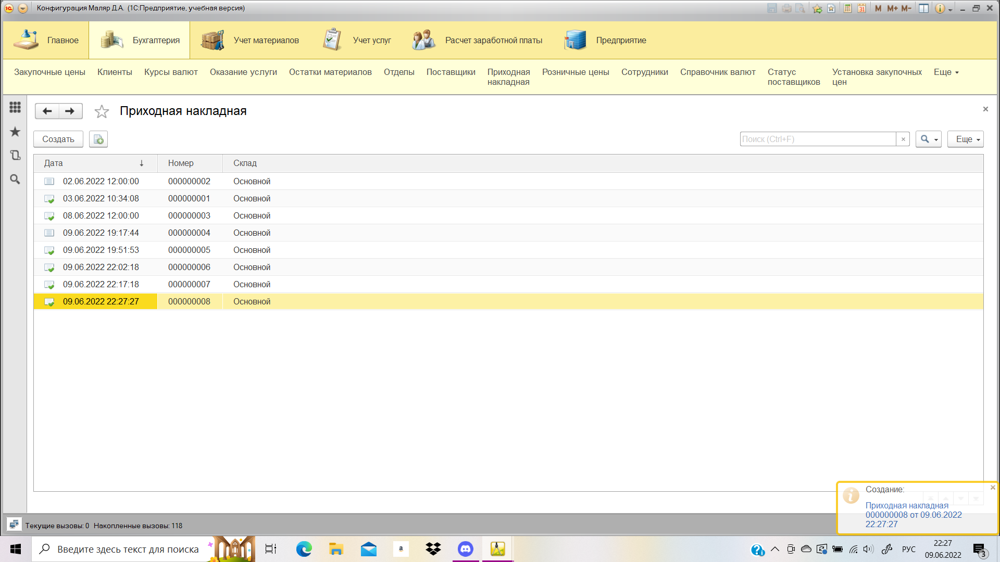 Конфигурация Маляр Д.А. (1С:Предприятие, учебная версия)
M M+ M-
Главное
Бухгалтерия
Учет материалов
Учет услуг
Расчет заработной платы
Предприятие
Закупочные цены
Клиенты
Курсы валют
Оказание услуги
Остатки материалов
Отделы
Поставщики
Приходная накладная
Розничные цены
Сотрудники
Справочник валют
Статус поставщиков
Установка закупочных цен
Еще
Приходная накладная
Создать
Поиск (Ctrl+F)
Еще
Дата Номер Склад
02.06.2022 12:00:00 000000002 Основной
03.06.2022 10:34:08 000000001 Основной
08.06.2022 12:00:00 000000003 Основной
09.06.2022 19:17:44 000000004 Основной
09.06.2022 19:51:53 000000005 Основной
09.06.2022 22:02:18 000000006 Основной
09.06.2022 22:17:18 000000007 Основной
09.06.2022 22:27:27 000000008 Основной
Создание:
Приходная накладная
000000008 от 09.06.2022
22:27:27
Текущие вызовы: 0 Накопленные вызовы: 118
Введите здесь текст для поиска
a
РУС
22:27
09.06.2022
3